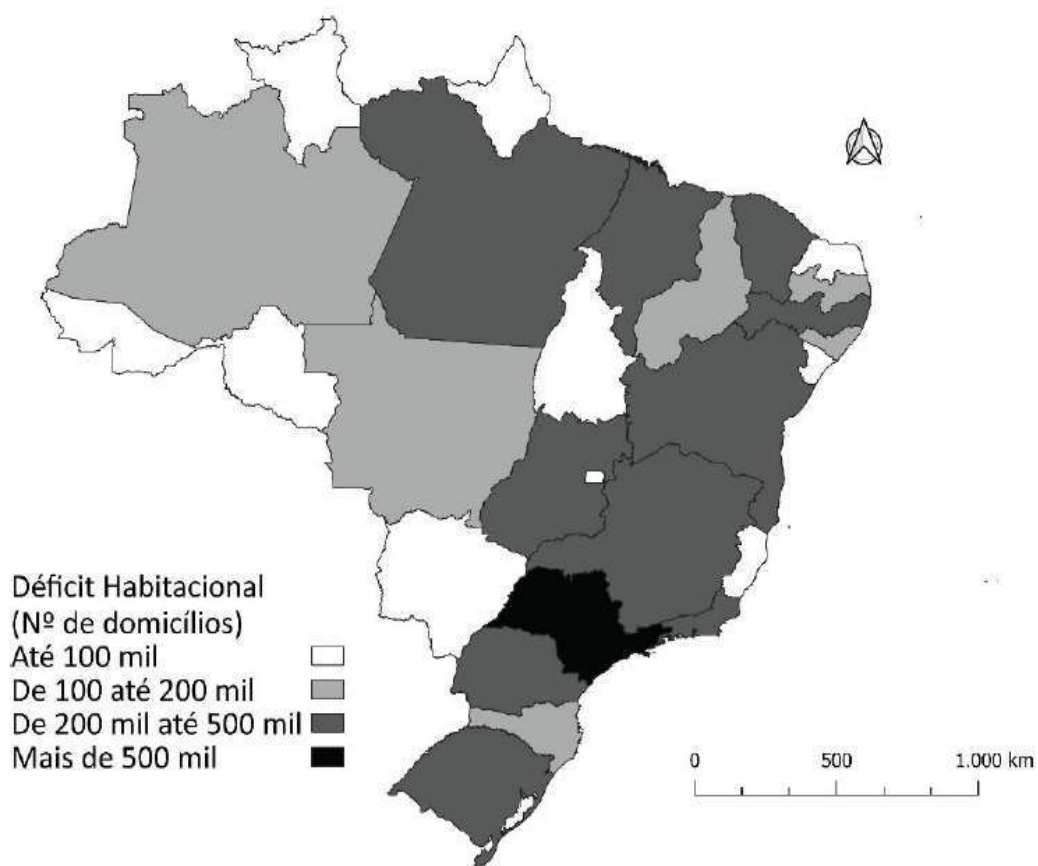 Déficit Habitacional
(Nº de domicílios)
Até 100 mil
De 100 até 200 mil
De 200 mil até 500 mil
Mais de 500 mil
0 500 1.000 km